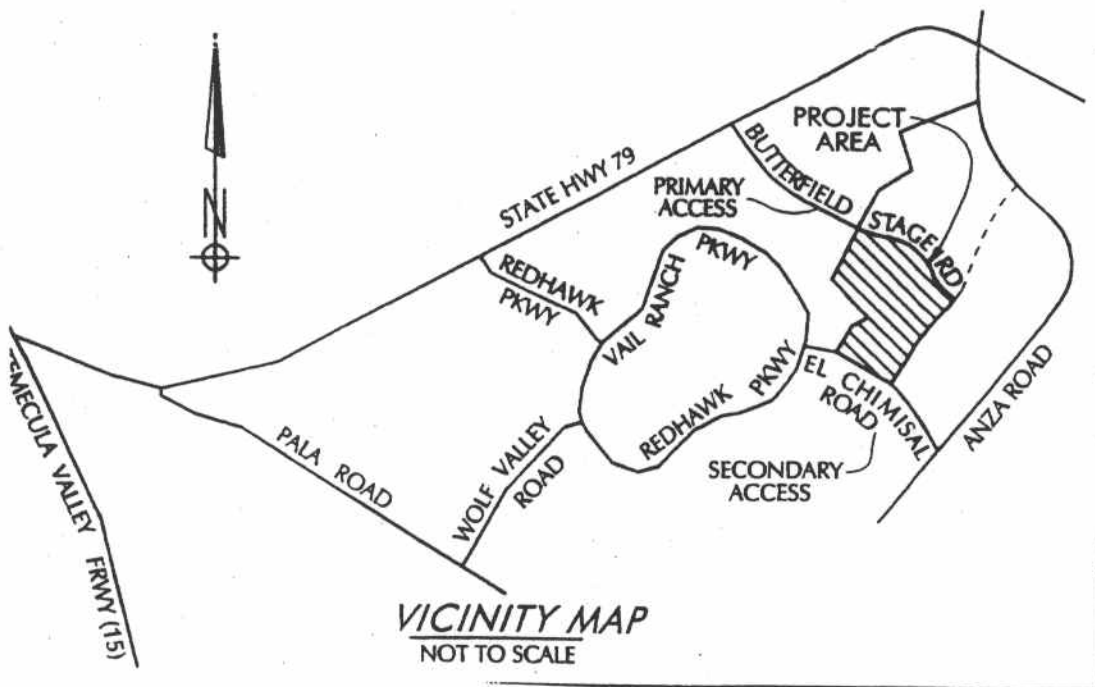 N
STATE HWY 79
BUTTERFIELD STAGE RD
PROJECT
AREA
PRIMARY
ACCESS
REDHAWK
PKWY
VAIL RANCH PKWY
REDHAWK PKWY
EL CHIMISAL
ROAD
ANZA ROAD
SECONDARY
ACCESS
WOLF VALLEY
ROAD
PALA ROAD
EMECULA VALLEY FRWY (15)
VICINITY MAP
NOT TO SCALE